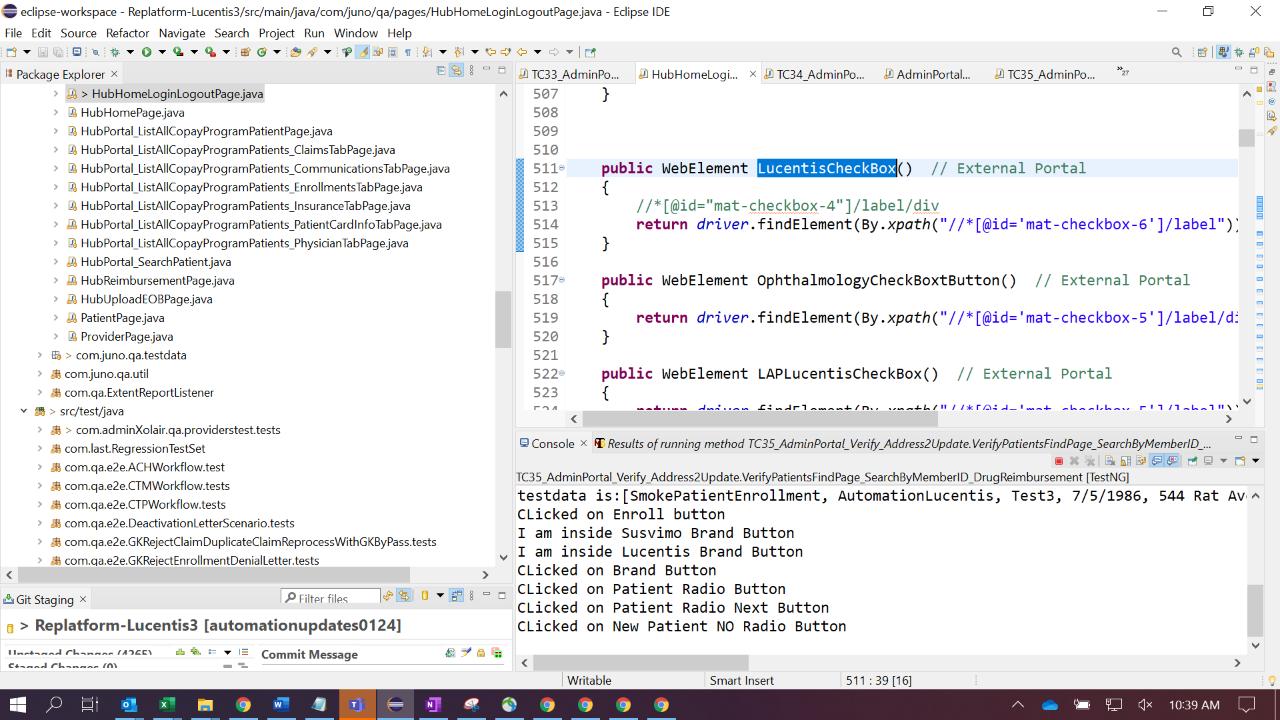 eclipse-workspace - Replatform-Lucentis3/src/main/java/com/juno/qa/pages/HubHomeLoginLogoutPage.java - Eclipse IDE
File Edit Source Refactor Navigate Search Project Run Window Help
Package Explorer
> HubHomeLoginLogoutPage.java
HubHomePage.java
HubPortal_ListAllCopayProgramPatientPage.java
HubPortal_ListAllCopayProgramPatients_ClaimsTabPage.java
HubPortal_ListAllCopayProgramPatients_CommunicationsTabPage.java
HubPortal_ListAllCopayProgramPatients_EnrollmentsTabPage.java
HubPortal_ListAllCopayProgramPatients_InsuranceTabPage.java
HubPortal_ListAllCopayProgramPatients_PatientCardInfoTabPage.java
HubPortal_ListAllCopayProgramPatients_PhysicianTabPage.java
HubPortal_SearchPatient.java
HubReimbursementPage.java
HubUploadEOBPage.java
PatientPage.java
ProviderPage.java
> com.juno.qa.testdata
com.juno.qa.util
com.qa.ExtentReportListener
> src/test/java
> com.adminXolair.qa.providerstest.tests
com.last.RegressionTestSet
com.qa.e2e.ACHWorkflow.test
com.qa.e2e.CTMWorkflow.tests
com.qa.e2e.CTPWorkflow.tests
com.qa.e2e.DeactivationLetterScenario.tests
com.qa.e2e.GKRejectClaimDuplicateClaimReprocessWithGKByPass.tests
com.qa.e2e.GKRejectEnrollmentDenialLetter.tests
Git Staging
Filter files
> Replatform-Lucentis3 [automationupdates0124]
Unstaged Changes (4265)
Staged Changes (0)
Commit Message
TC33_AdminPo... HubHomeLogi... TC34_AdminPo... AdminPortal... TC35_AdminPo... »27
507 }
508
509
510
511 public WebElement LucentisCheckBox() // External Portal
512 {
513 //*[@id="mat-checkbox-4"]/label/div
514 return driver.findElement(By.xpath("//*[@id='mat-checkbox-6']/label"));
515 }
516
517 public WebElement OphthalmologyCheckBoxtButton() // External Portal
518 {
519 return driver.findElement(By.xpath("//*[@id='mat-checkbox-5']/label/di
520 }
521
522 public WebElement LAPLucentisCheckBox() // External Portal
523 {
524 return driver.findElement(By.xpath("//*[@id='mat-checkbox-5']/label"))
Console Results of running method TC35_AdminPortal_Verify_Address2Update.VerifyPatientsFindPage_SearchByMemberID_...
TC35_AdminPortal_Verify_Address2Update.VerifyPatientsFindPage_SearchByMemberID_DrugReimbursement [TestNG]
testdata is:[SmokePatientEnrollment, AutomationLucentis, Test3, 7/5/1986, 544 Rat Av
CLicked on Enroll button
I am inside Susvimo Brand Button
I am inside Lucentis Brand Button
CLicked on Brand Button
CLicked on Patient Radio Button
CLicked on Patient Radio Next Button
CLicked on New Patient NO Radio Button
Writable Smart Insert 511 : 39 [16]
10:39 AM